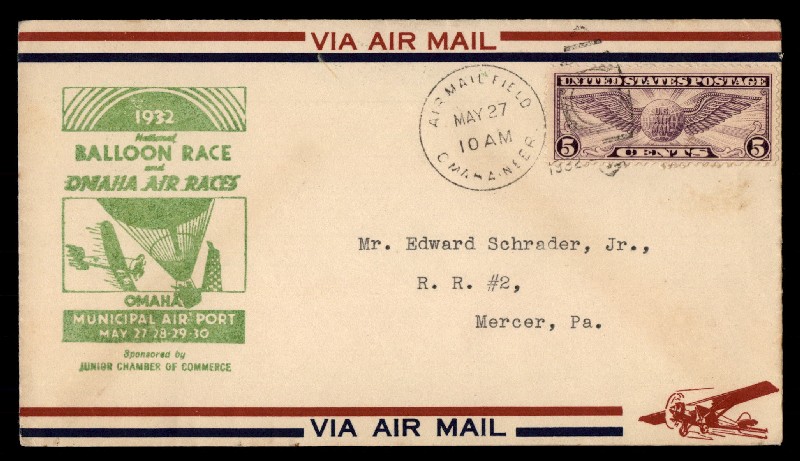 VIA AIR MAIL
1932
National
BALLOON RACE
and
OMAHA AIR RACES
OMAHA
MUNICIPAL AIR PORT
MAY 27-28-29-30
Sponsored by
JUNIOR CHAMBER OF COMMERCE
AIR MAIL FIELD
MAY 27
10 AM
OMAHA-NEBR.
1932
UNITED STATES POSTAGE
5 CENTS 5
Mr. Edward Schrader, Jr.,
R. R. #2,
Mercer, Pa.
VIA AIR MAIL